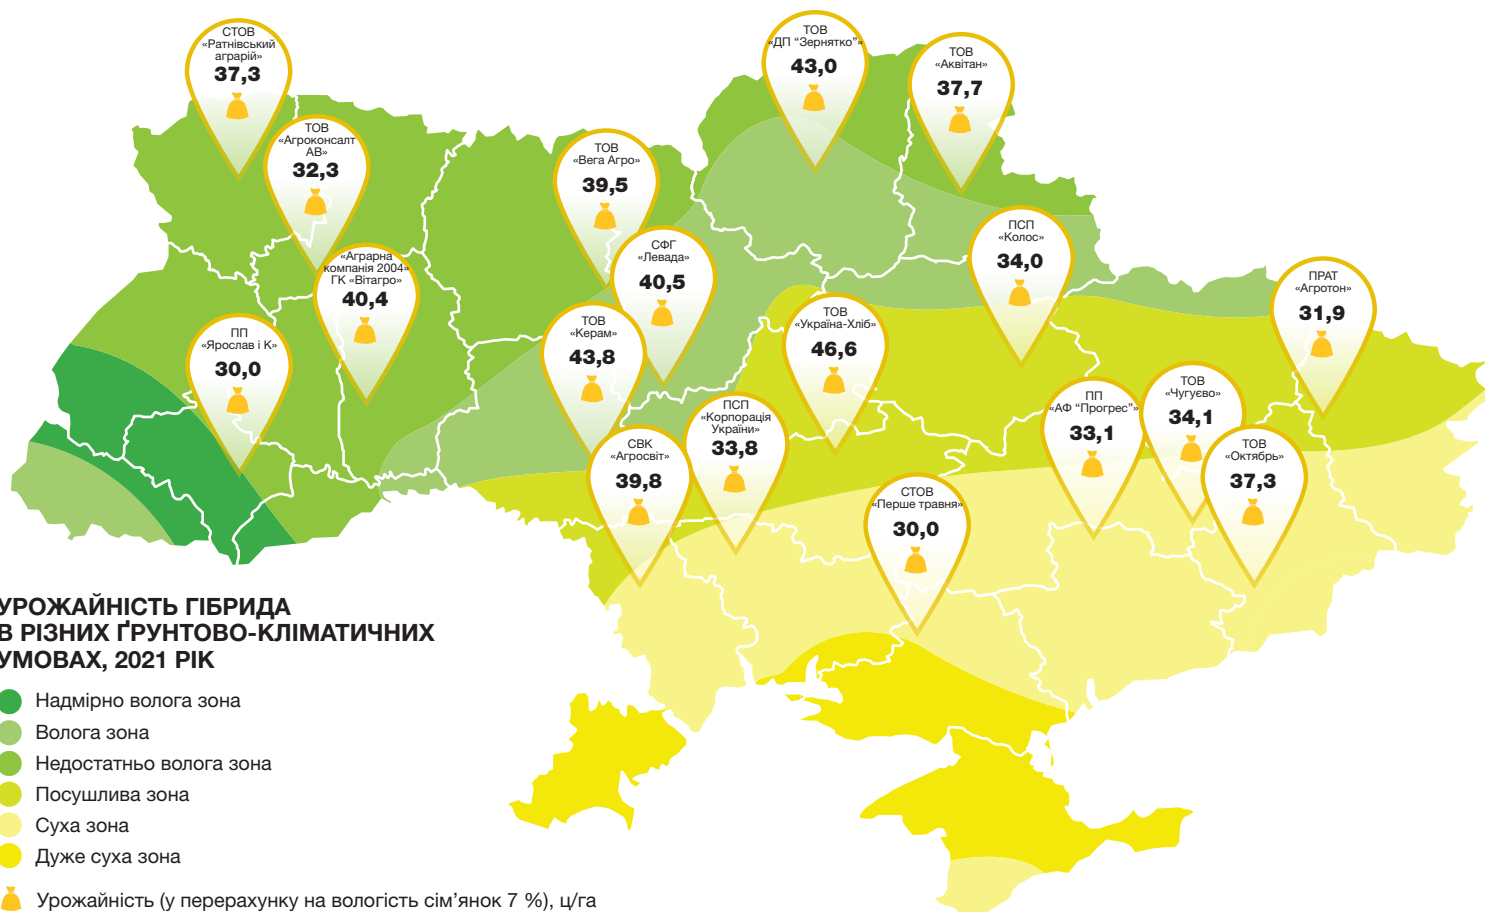 СТОВ
«Ратнівський
аграрій»
37,3
ТОВ
«Агроконсалт
АВ»
32,3
«Аграрна
компанія 2004»
ГК «Вітагро»
40,4
ПП
«Ярослав і К»
30,0
ТОВ
«Вега Агро»
39,5
СФГ
«Левада»
40,5
ТОВ
«Керам»
43,8
ТОВ
«ДП “Зернятко”»
43,0
ТОВ
«Аквітан»
37,7
ПСП
«Колос»
34,0
ТОВ
«Україна-Хліб»
46,6
ПРАТ
«Агротон»
31,9
ПСП
«Корпорація
України»
33,8
СВК
«Агросвіт»
39,8
ПП
«АФ “Прогрес”»
33,1
ТОВ
«Чугуєво»
34,1
ТОВ
«Октябрь»
37,3
СТОВ
«Перше травня»
30,0
УРОЖАЙНІСТЬ ГІБРИДА
В РІЗНИХ ҐРУНТОВО-КЛІМАТИЧНИХ
УМОВАХ, 2021 РІК
Надмірно волога зона
Волога зона
Недостатньо волога зона
Посушлива зона
Суха зона
Дуже суха зона
Урожайність (у перерахунку на вологість сім’янок 7 %), ц/га